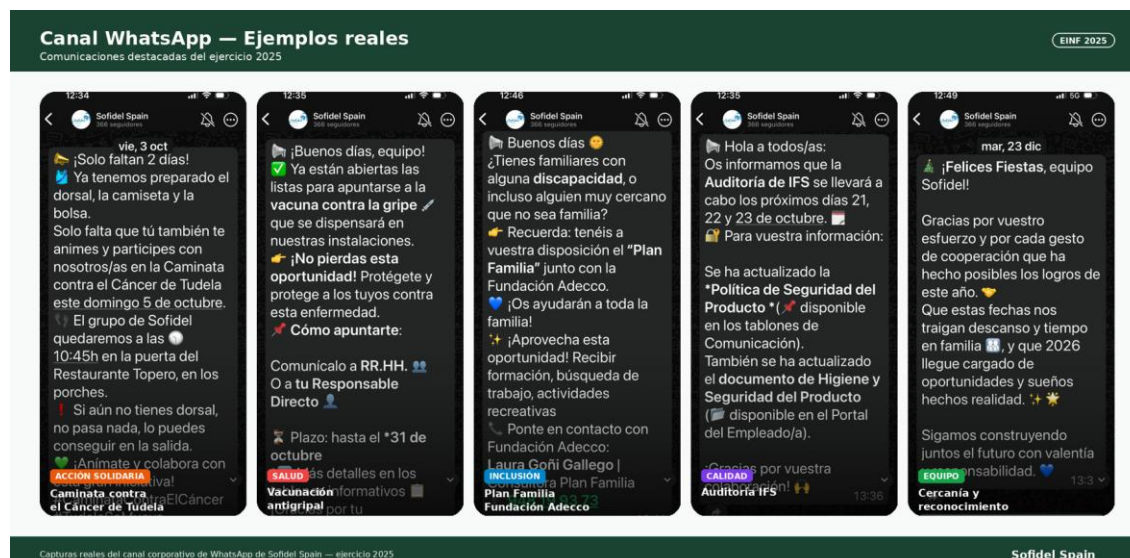 Canal WhatsApp — Ejemplos reales
Comunicaciones destacadas del ejercicio 2025
EINF 2025
12:34
Sofidel Spain
366 seguidores
vie, 3 oct
¡Solo faltan 2 días!
Ya tenemos preparado el
dorsal, la camiseta y la
bolsa.
Solo falta que tú también te
animes y participes con
nosotros/as en la Caminata
contra el Cáncer de Tudela
este domingo 5 de octubre.
El grupo de Sofidel
quedaremos a las
10:45h en la puerta del
Restaurante Topero, en los
porches.
Si aún no tienes dorsal,
no pasa nada, lo puedes
conseguir en la salida.
¡Anímate y colabora con
ACCIÓN SOLIDARIA
Caminata contra
el Cáncer de Tudela
12:35
Sofidel Spain
366 seguidores
¡Buenos días, equipo!
Ya están abiertas las
listas para apuntarse a la
vacuna contra la gripe
que se dispensará en
nuestras instalaciones.
¡No pierdas esta
oportunidad! Protégete y
protege a los tuyos contra
esta enfermedad.
Cómo apuntarte:
Comunícalo a RR.HH.
O a tu Responsable
Directo
Plazo: hasta el *31 de
octubre
Más detalles en los
informativos
SALUD
Vacunación
antigripal
12:46
Sofidel Spain
366 seguidores
Buenos días
¿Tienes familiares con
alguna discapacidad, o
incluso alguien muy cercano
que no sea familia?
Recuerda: tenéis a
vuestra disposición el "Plan
Familia" junto con la
Fundación Adecco.
¡Os ayudarán a toda la
familia!
¡Aprovecha esta
oportunidad! Recibir
formación, búsqueda de
trabajo, actividades
recreativas
Ponte en contacto con
Fundación Adecco:
Laura Goñi Gallego |
Consultora Plan Familia
INCLUSIÓN
Plan Familia
Fundación Adecco
12:35
Sofidel Spain
366 seguidores
Hola a todos/as:
Os informamos que la
Auditoría de IFS se llevará a
cabo los próximos días 21,
22 y 23 de octubre.
Para vuestra información:
Se ha actualizado la
*Política de Seguridad del
Producto *( disponible
en los tablones de
Comunicación).
También se ha actualizado
el documento de Higiene y
Seguridad del Producto
( disponible en el Portal
del Empleado/a).
¡Gracias por vuestra
colaboración!
13:36
CALIDAD
Auditoría IFS
12:49
5G
Sofidel Spain
366 seguidores
mar, 23 dic
¡Felices Fiestas, equipo
Sofidel!
Gracias por vuestro
esfuerzo y por cada gesto
de cooperación que ha
hecho posibles los logros de
este año.
Que estas fechas nos
traigan descanso y tiempo
en familia , y que 2026
llegue cargado de
oportunidades y sueños
hechos realidad.
Sigamos construyendo
juntos el futuro con valentía
EQUIPO
Cercanía y
reconocimiento
Capturas reales del canal corporativo de WhatsApp de Sofidel Spain — ejercicio 2025
Sofidel Spain